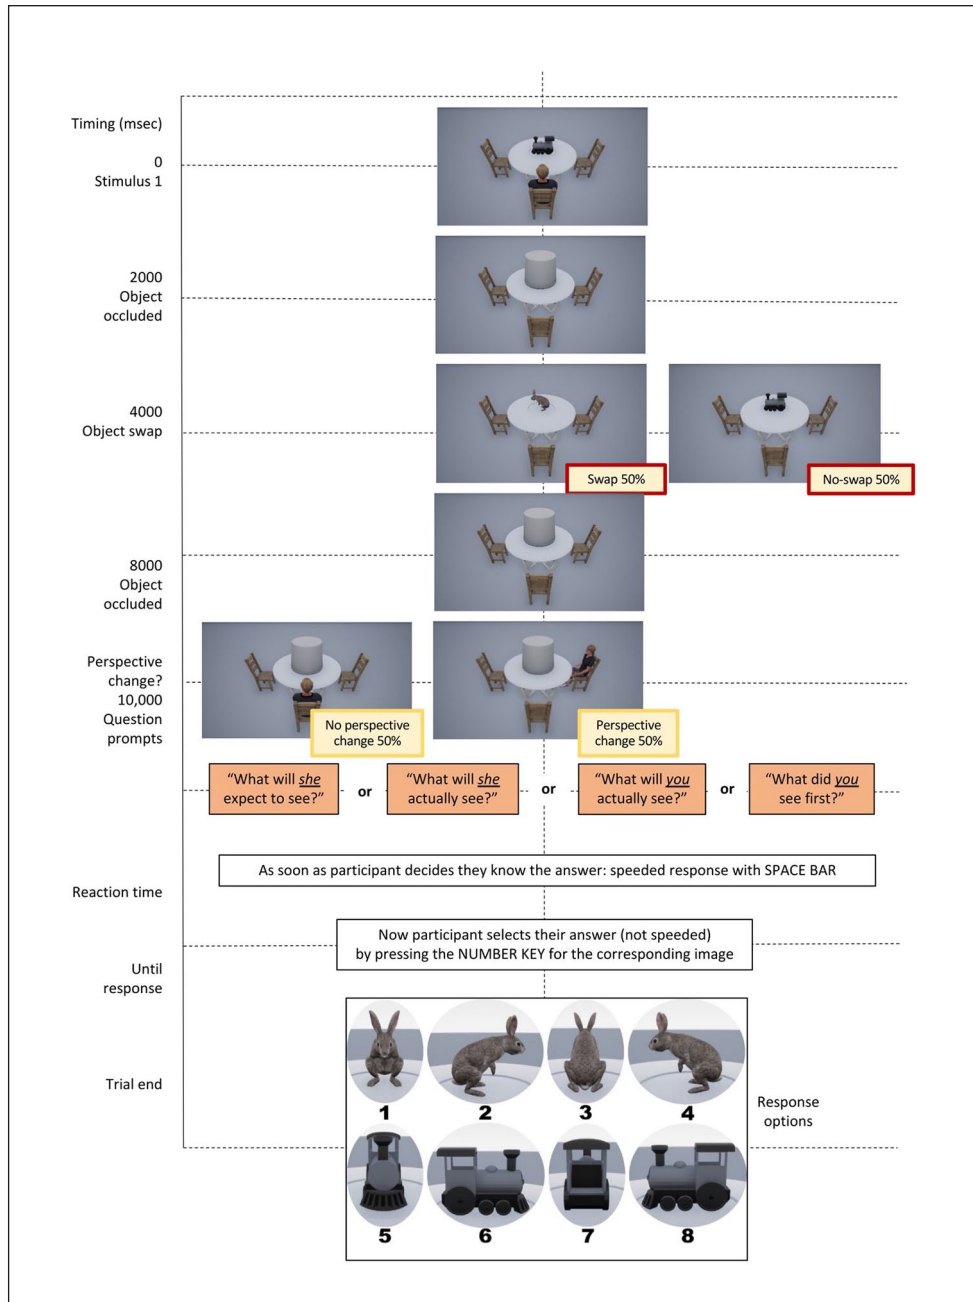 Timing (msec)
0
Stimulus 1
2000
Object
occluded
4000
Object swap
Swap 50%
No-swap 50%
8000
Object
occluded
Perspective
change?
10,000
Question
prompts
No perspective
change 50%
Perspective
change 50%
“What will she
expect to see?”
or
“What will she
actually see?”
or
“What will you
actually see?”
or
“What did you
see first?”
As soon as participant decides they know the answer: speeded response with SPACE BAR
Reaction time
Now participant selects their answer (not speeded)
by pressing the NUMBER KEY for the corresponding image
Until
response
1 2 3 4
Trial end
Response
options
5 6 7 8